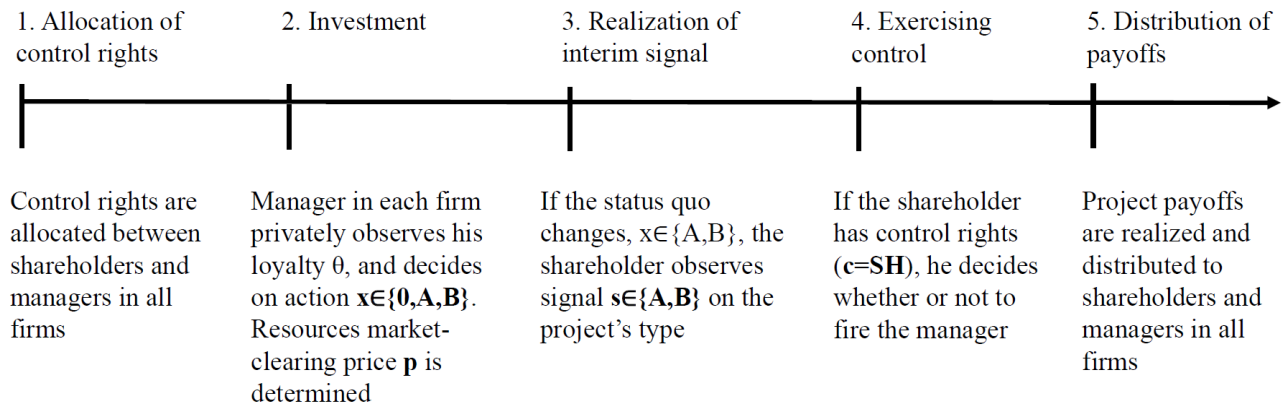 1. Allocation of
control rights
2. Investment
3. Realization of
interim signal
4. Exercising
control
5. Distribution of
payoffs
Control rights are
allocated between
shareholders and
managers in all
firms
Manager in each firm
privately observes his
loyalty θ, and decides
on action x∈{0,A,B}.
Resources market-
clearing price p is
determined
If the status quo
changes, x∈{A,B}, the
shareholder observes
signal s∈{A,B} on the
project’s type
If the shareholder
has control rights
(c=SH), he decides
whether or not to
fire the manager
Project payoffs
are realized and
distributed to
shareholders and
managers in all
firms